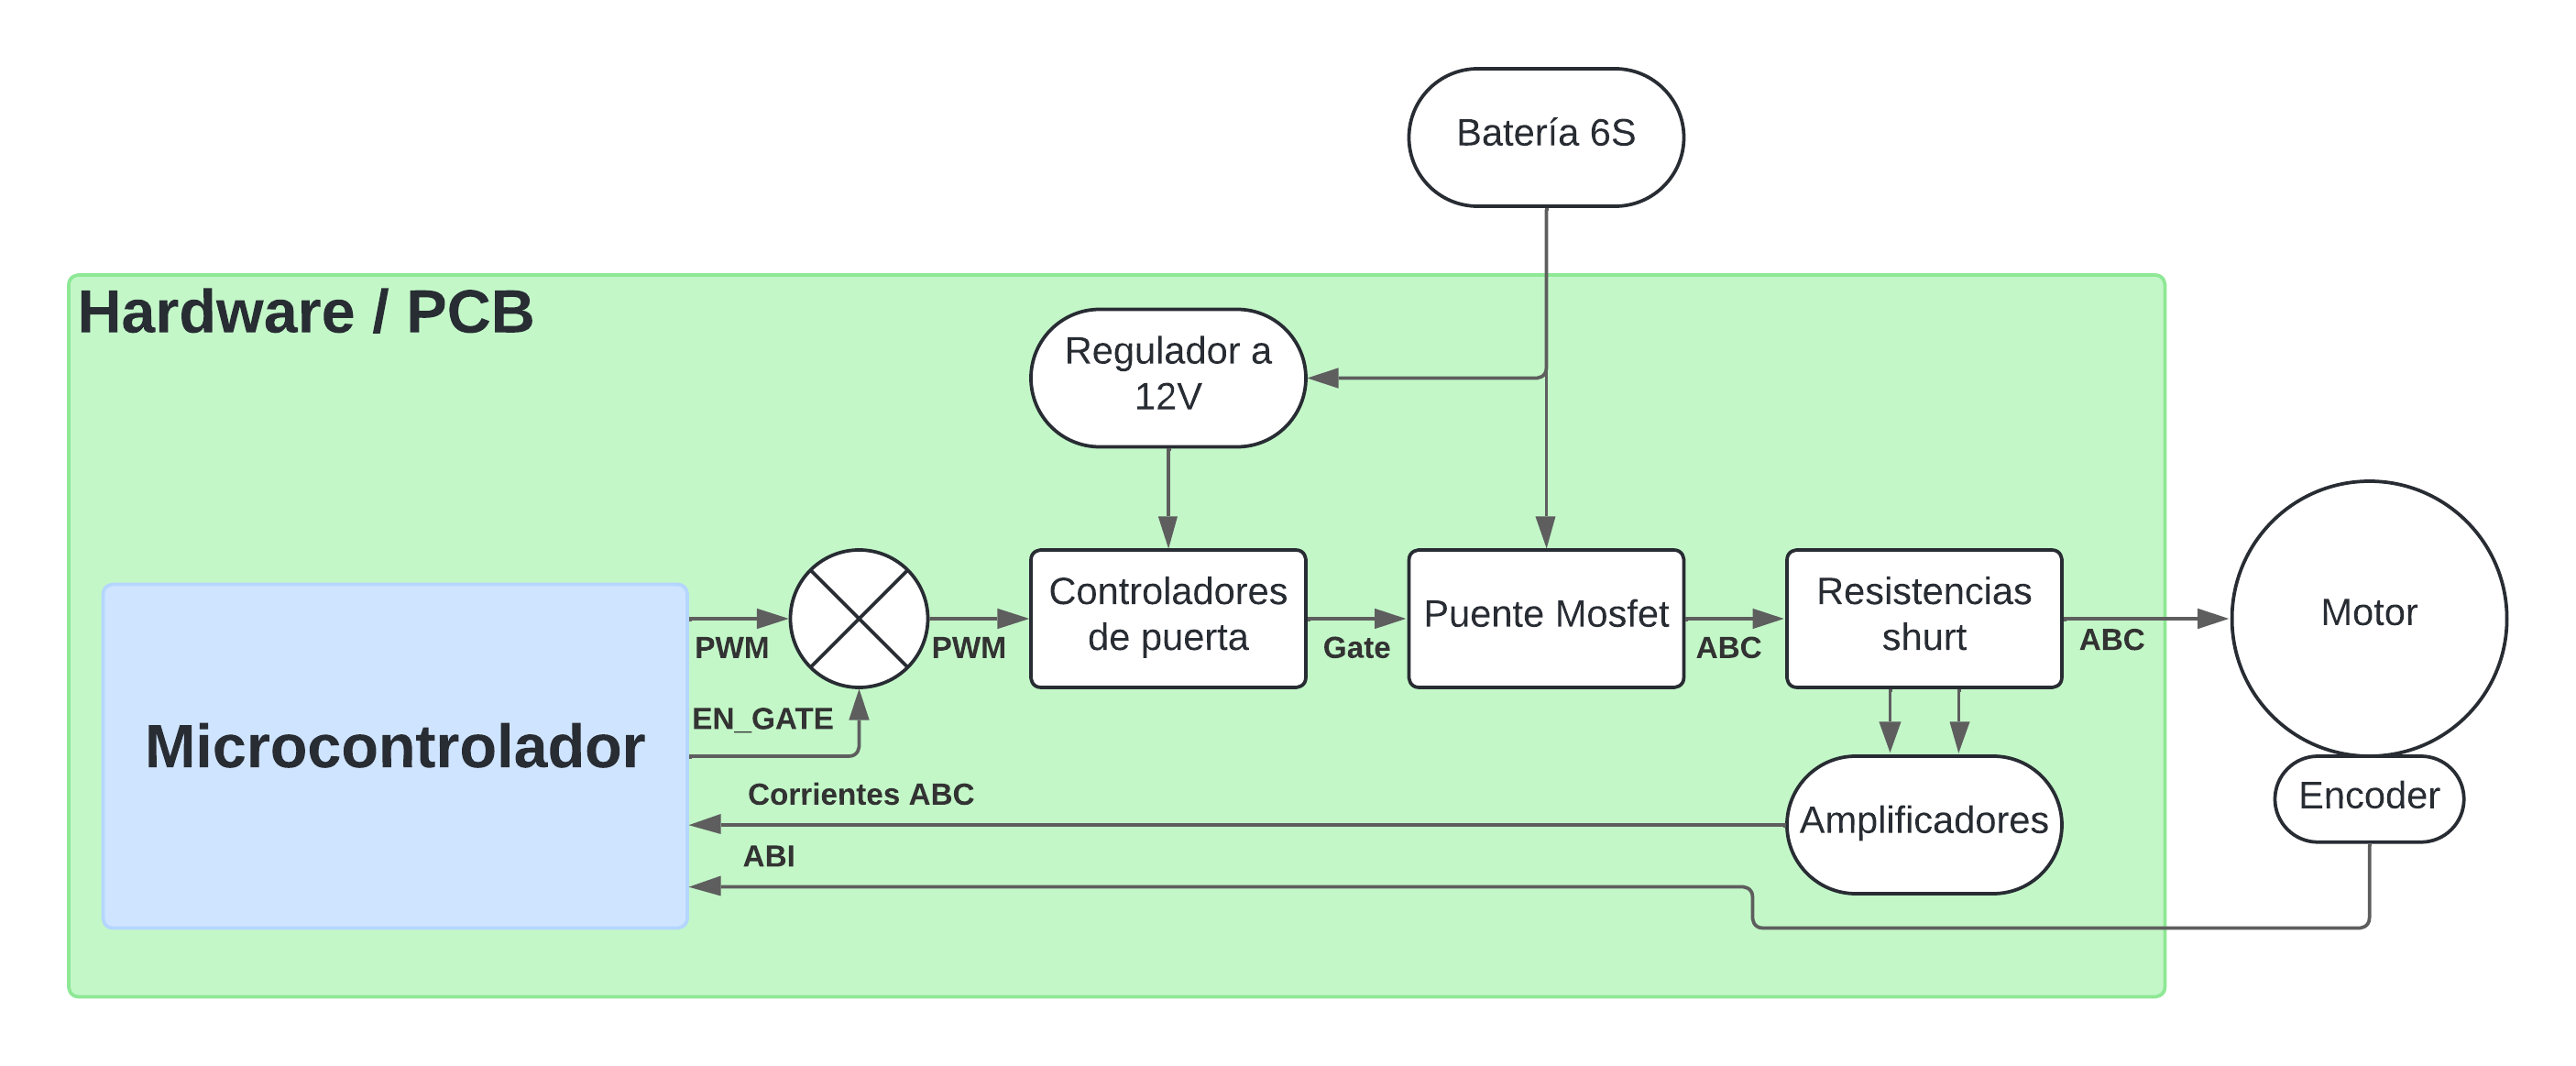 Batería 6S
Hardware / PCB
Regulador a
12V
Controladores
de puerta
Puente Mosfet
Resistencias
shurt
Motor
PWM
PWM
Gate
ABC
ABC
EN_GATE
Microcontrolador
Corrientes ABC
Amplificadores
Encoder
ABI